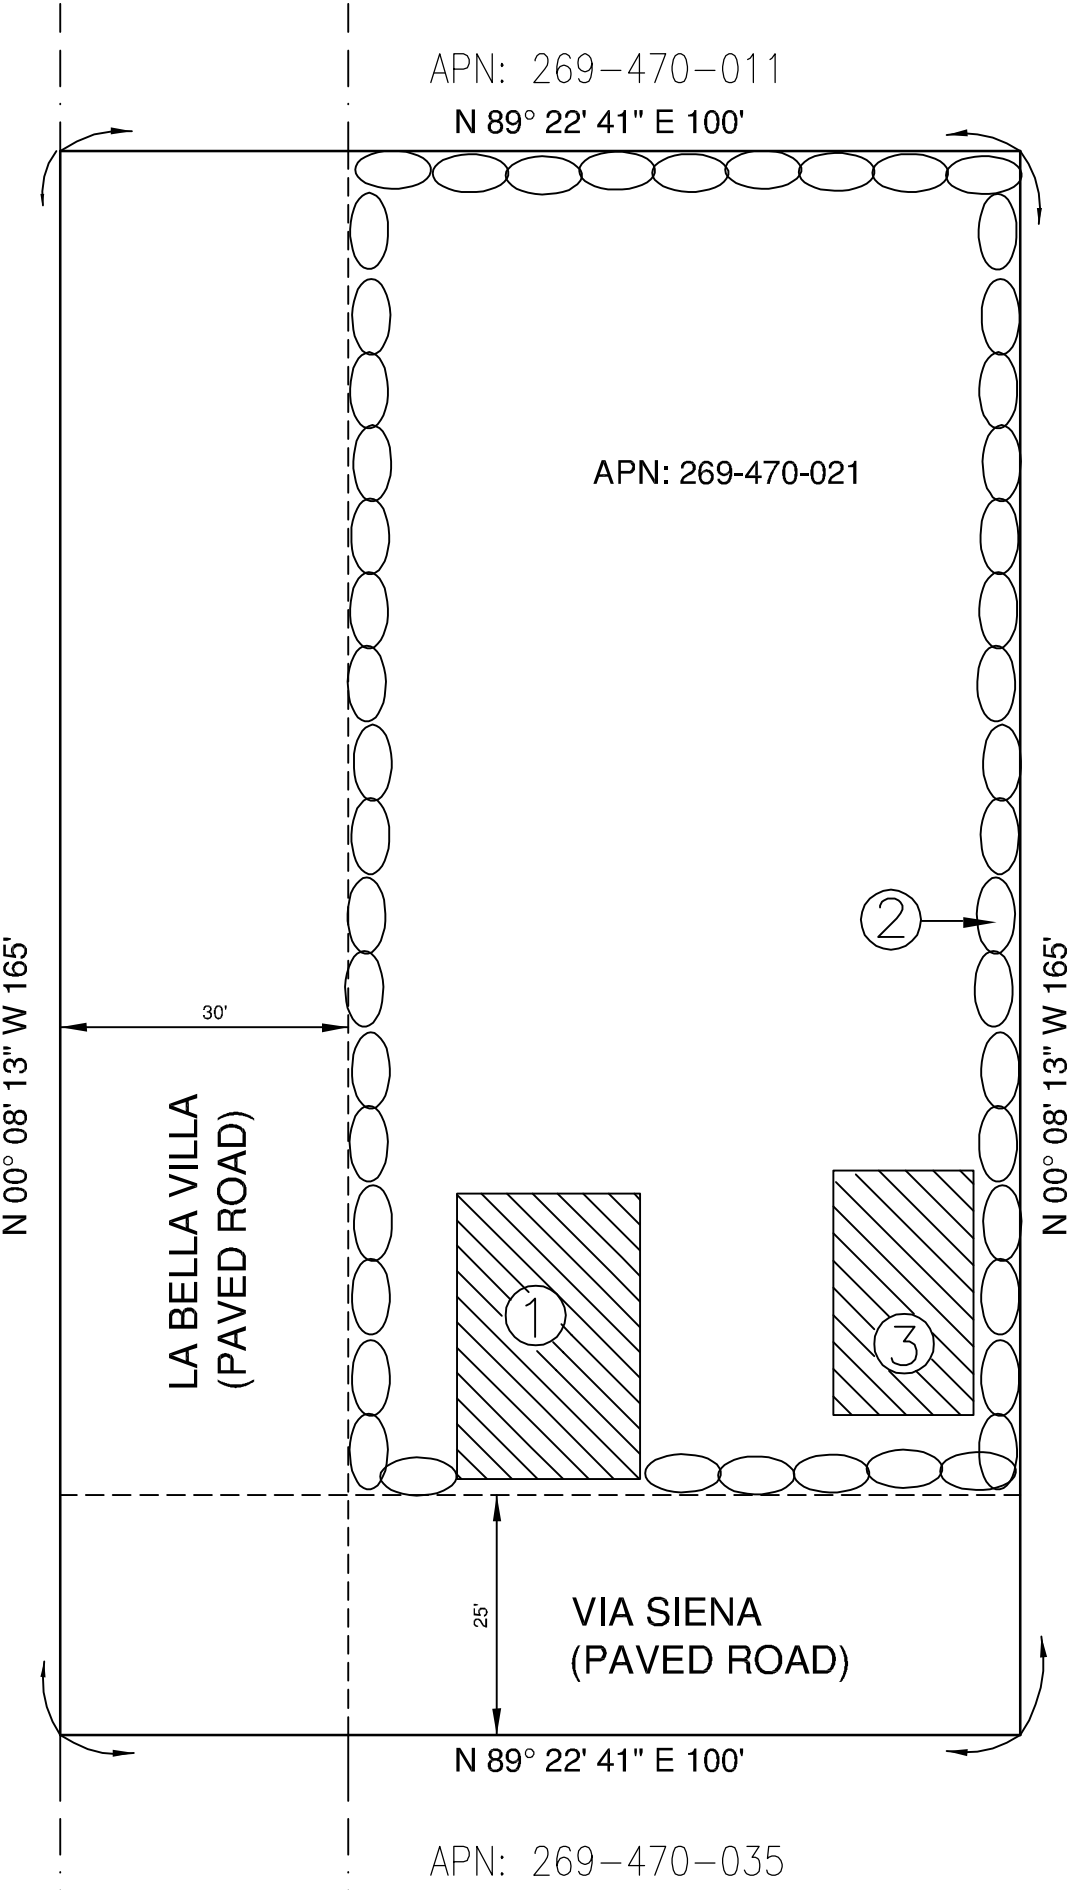 APN: 269-470-011
N 89° 22' 41" E 100'
APN: 269-470-021
2
N 00° 08' 13" W 165'
N 00° 08' 13" W 165'
30'
LA BELLA VILLA
(PAVED ROAD)
1
3
25'
VIA SIENA
(PAVED ROAD)
N 89° 22' 41" E 100'
APN: 269-470-035